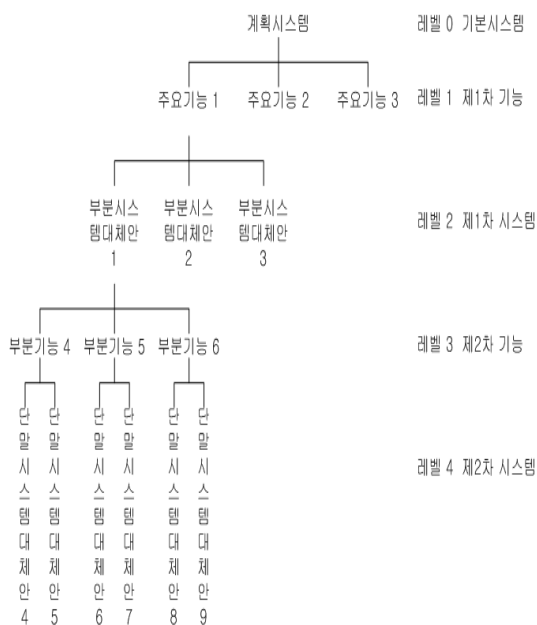 계획시스템 레벨 0 기본시스템
주요기능 1 주요기능 2 주요기능 3 레벨 1 제1차 기능
부분시스 부분시스 부분시스
템대체안 템대체안 템대체안 레벨 2 제1차 시스템
1 2 3
부분기능 4 부분기능 5 부분기능 6 레벨 3 제2차 기능
단말시스템대체안 4
단말시스템대체안 5
단말시스템대체안 6
단말시스템대체안 7
단말시스템대체안 8
단말시스템대체안 9
레벨 4 제2차 시스템